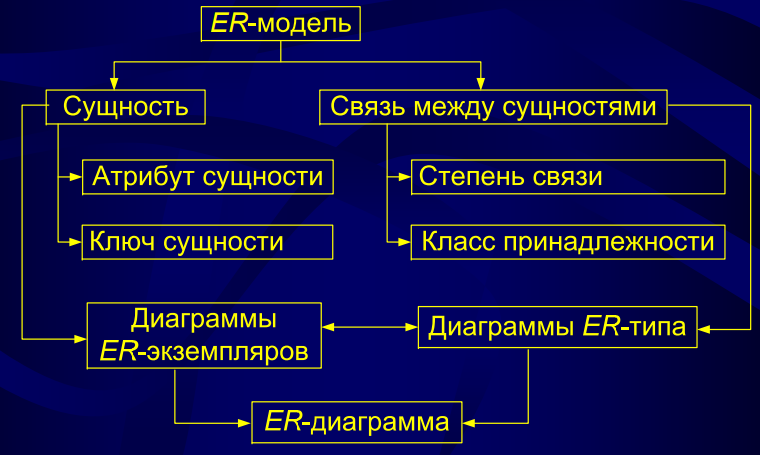 ER-модель
Сущность
Связь между сущностями
Атрибут сущности
Степень связи
Ключ сущности
Класс принадлежности
Диаграммы
ER-экземпляров
Диаграммы ER-типа
ER-диаграмма